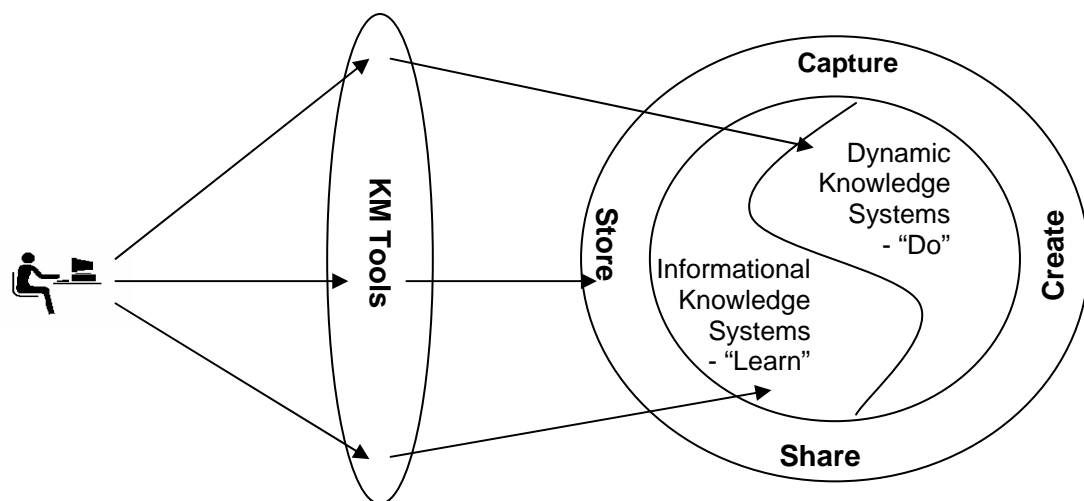 Capture
Dynamic
Knowledge
Systems
- “Do”
KM Tools
Store
Create
Informational
Knowledge
Systems
- “Learn”
Share